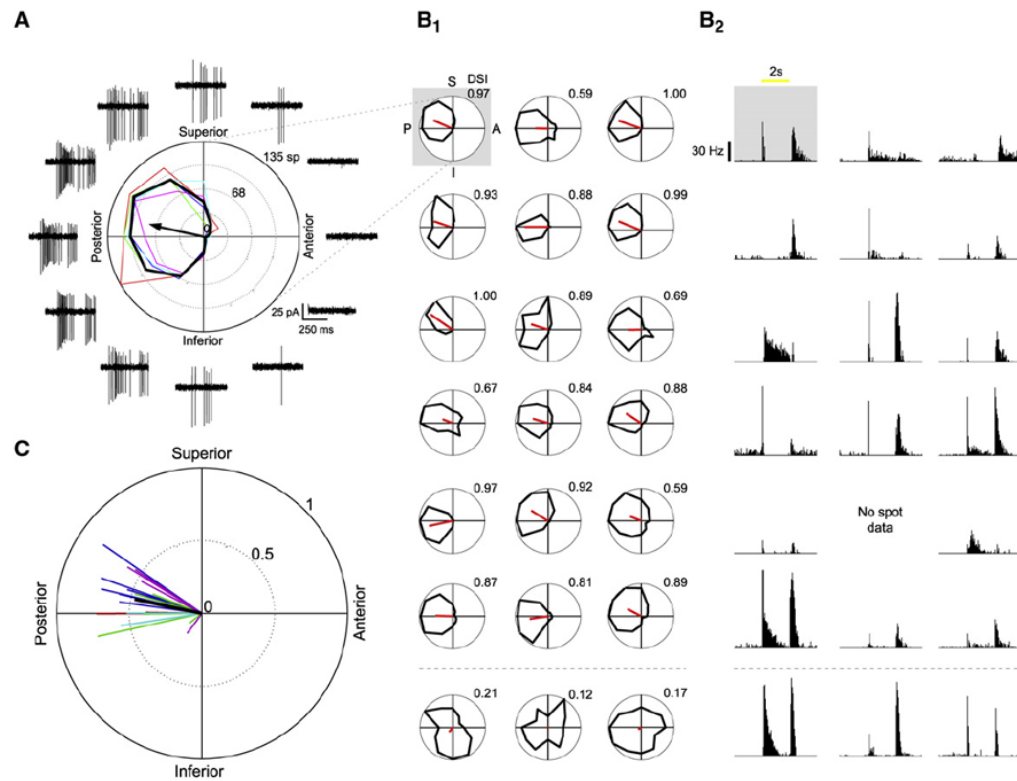 A
Superior
135 sp
68
0
Posterior
Anterior
25 pA
250 ms
Inferior
B1
S
DSI
0.97
P
A
I
0.59
1.00
0.93
0.88
0.99
1.00
0.89
0.69
0.67
0.84
0.88
0.97
0.92
0.59
0.87
0.81
0.89
0.21
0.12
0.17
B2
2s
30 Hz
No spot
data
C
Superior
1
0.5
0
Posterior
Anterior
Inferior